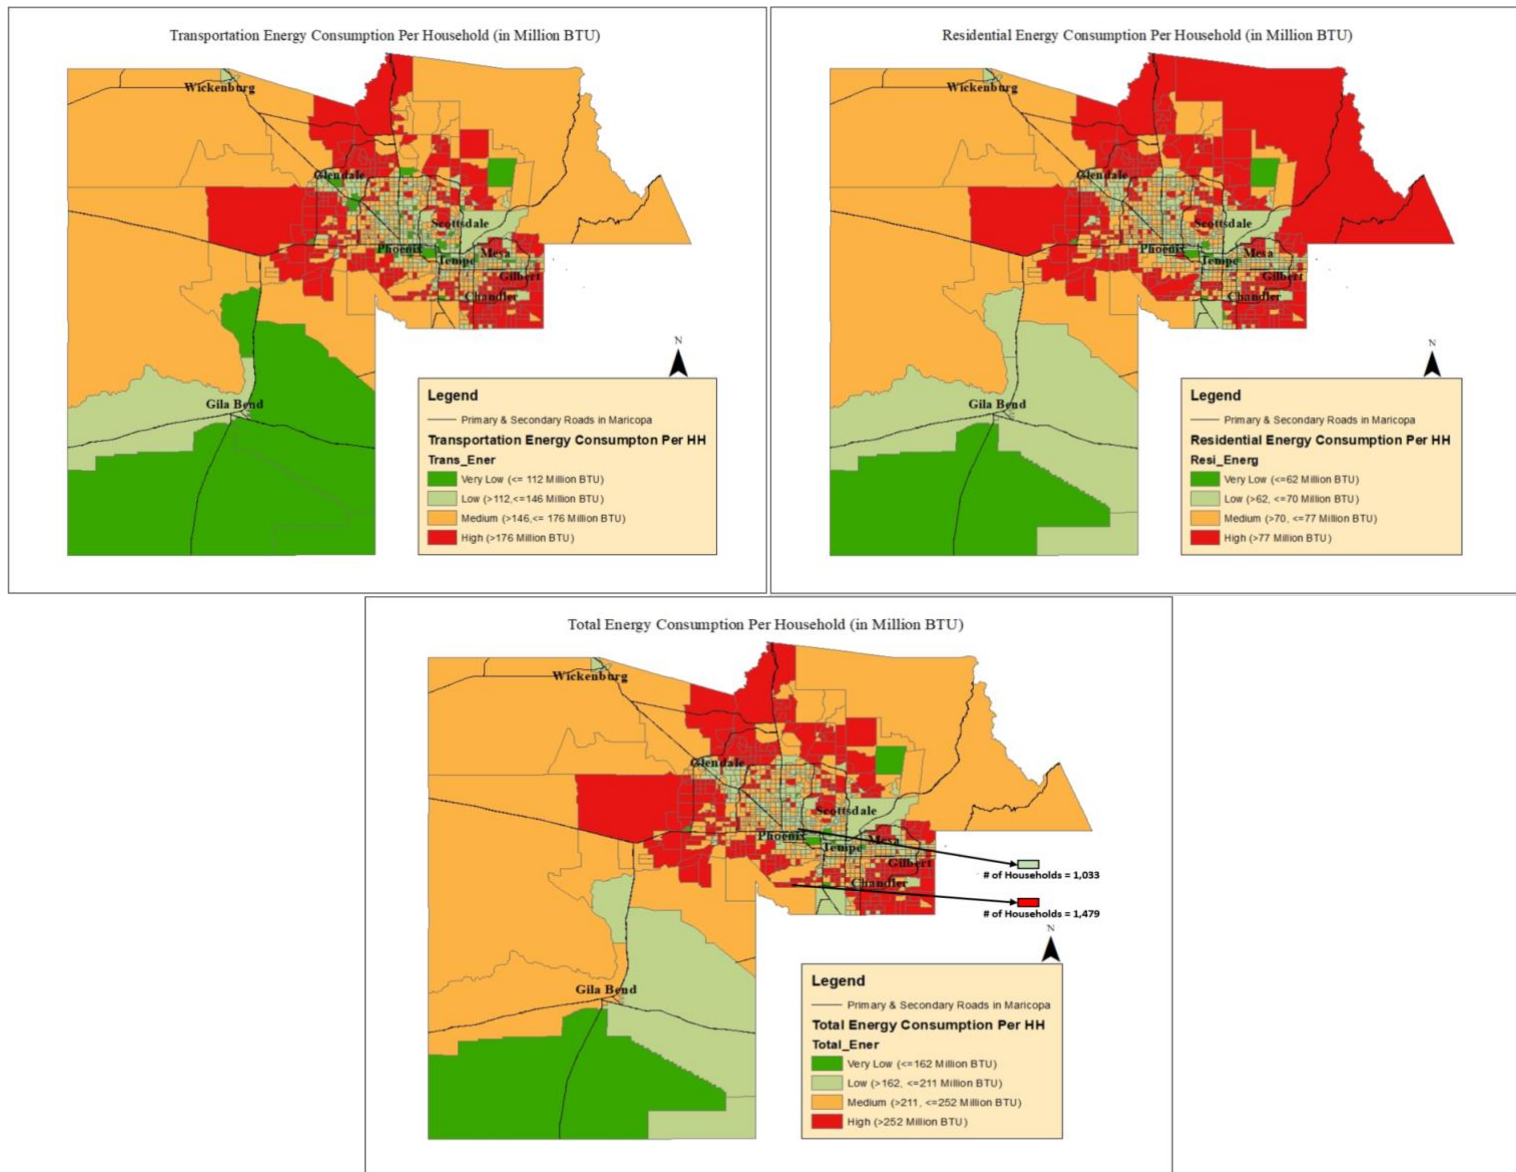 Transportation Energy Consumption Per Household (in Million BTU)
Wickenburg
Glendale
Scottsdale
Phoenix
Tempe
Mesa
Gilbert
Chandler
Gila Bend
N
Legend
Primary & Secondary Roads in Maricopa
Transportation Energy Consumpton Per HH
Trans_Ener
Very Low (<= 112 Million BTU)
Low (>112,<=146 Million BTU)
Medium (>146,<= 176 Million BTU)
High (>176 Million BTU)
Residential Energy Consumption Per Household (in Million BTU)
Wickenburg
Glendale
Scottsdale
Phoenix
Tempe
Mesa
Gilbert
Chandler
Gila Bend
N
Legend
Primary & Secondary Roads in Maricopa
Residential Energy Consumption Per HH
Resi_Energ
Very Low (<=62 Million BTU)
Low (>62, <=70 Million BTU)
Medium (>70, <=77 Million BTU)
High (>77 Million BTU)
Total Energy Consumption Per Household (in Million BTU)
Wickenburg
Glendale
Scottsdale
Phoenix
Tempe
Mesa
Gilbert
Chandler
# of Households = 1,033
# of Households = 1,479
Gila Bend
N
Legend
Primary & Secondary Roads in Maricopa
Total Energy Consumption Per HH
Total_Ener
Very Low (<=162 Million BTU)
Low (>162, <=211 Million BTU)
Medium (>211, <=252 Million BTU)
High (>252 Million BTU)